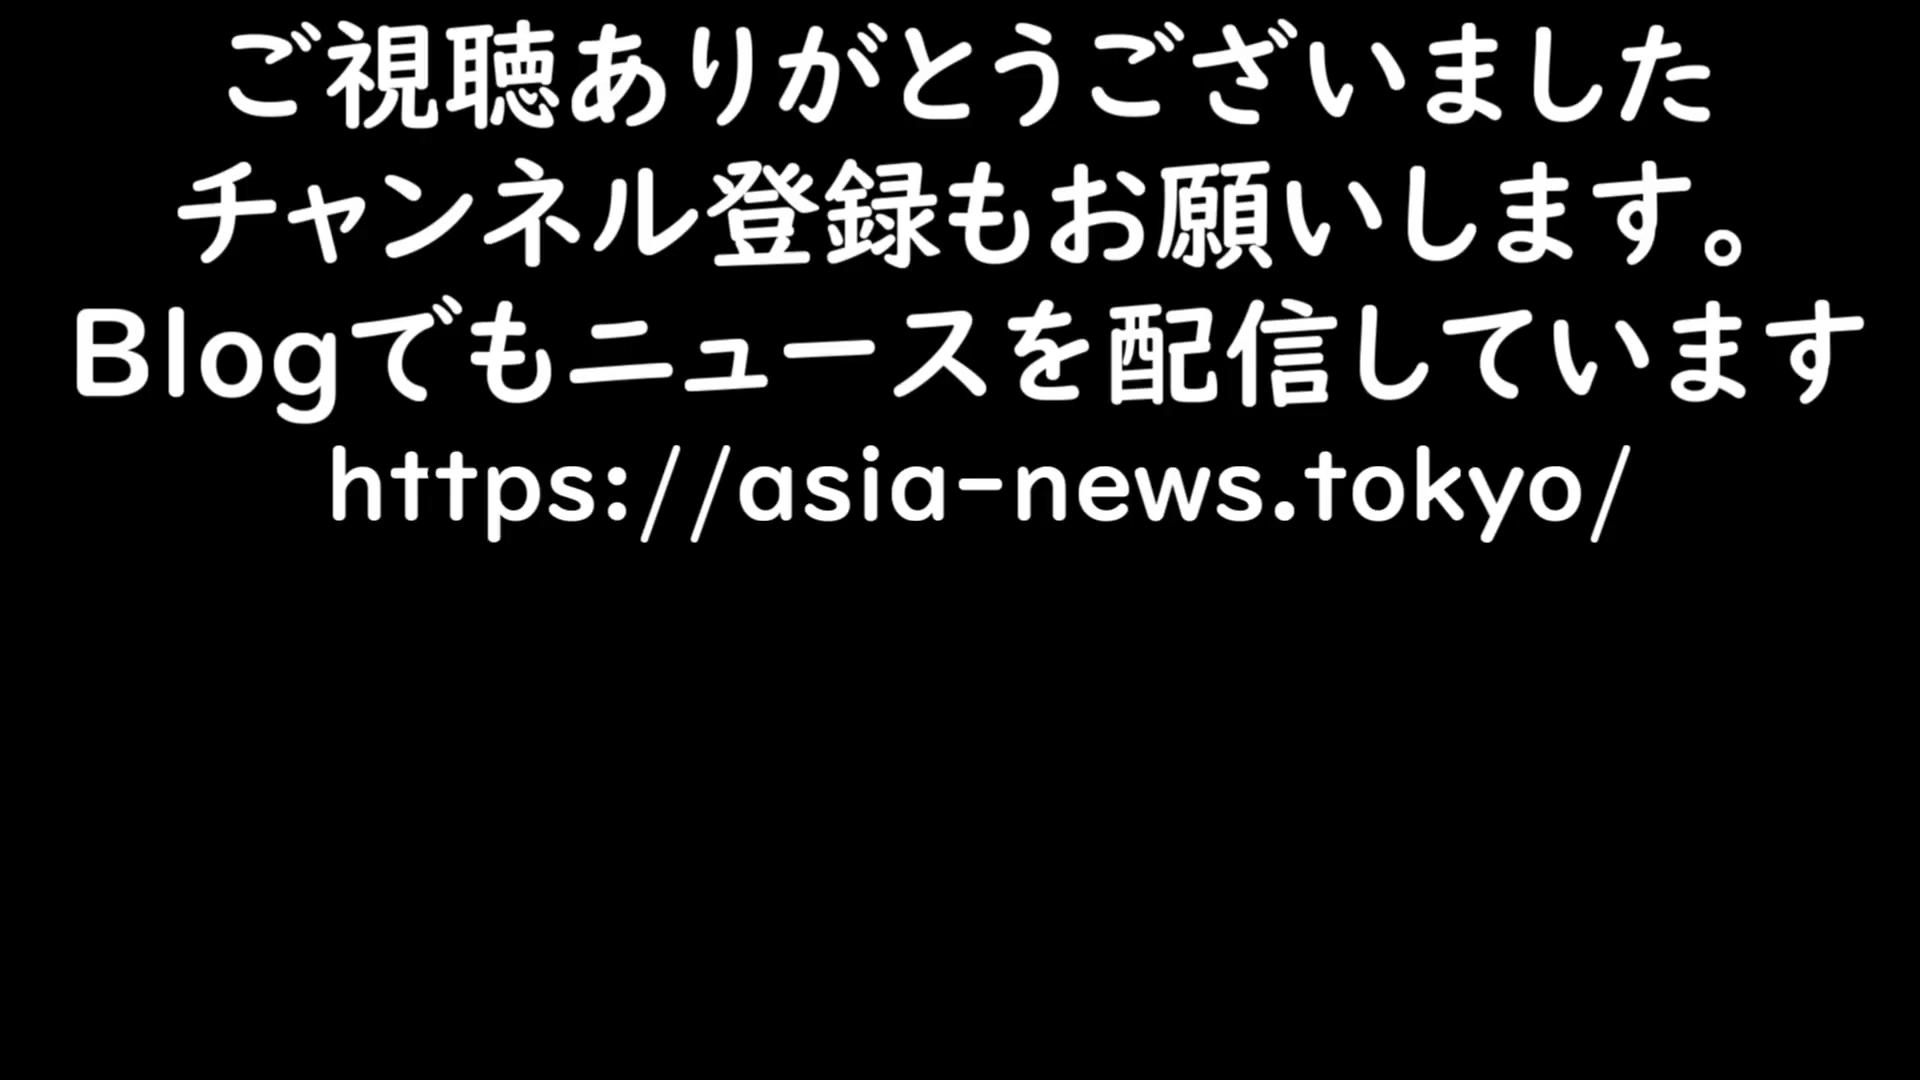 ご視聴ありがとうございました
チャンネル登録もお願いします。
Blogでもニュースを配信しています
https://asia-news.tokyo/